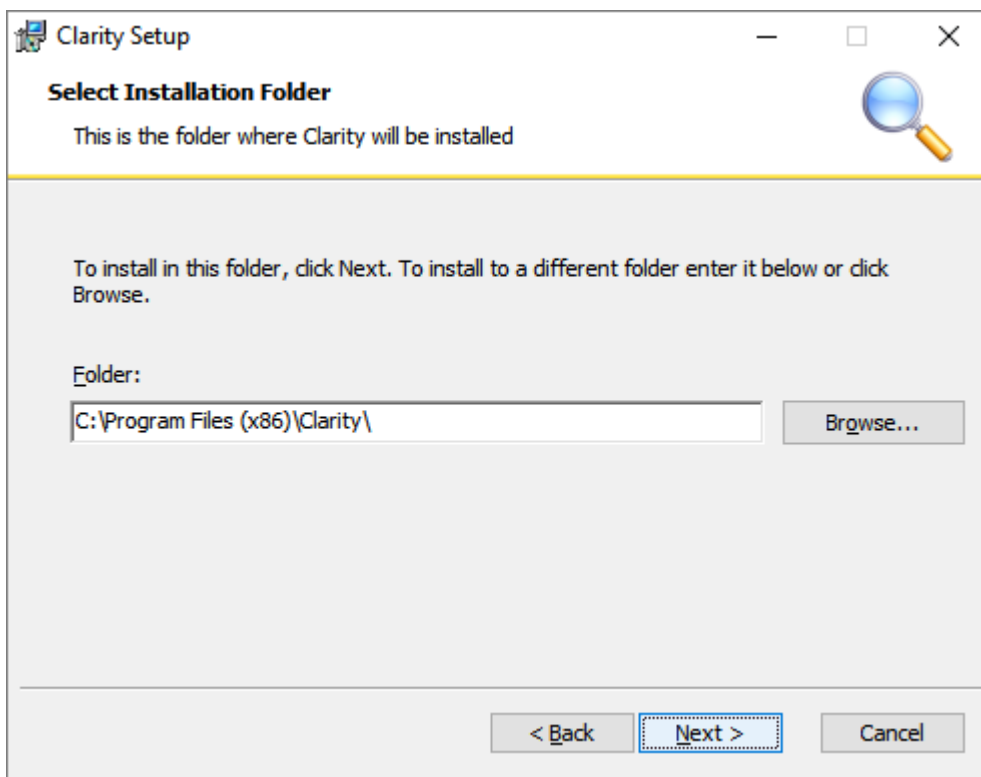 Clarity Setup
Select Installation Folder
This is the folder where Clarity will be installed
To install in this folder, click Next. To install to a different folder enter it below or click
Browse.
Folder:
C:\Program Files (x86)\Clarity\
Browse...
< Back
Next >
Cancel